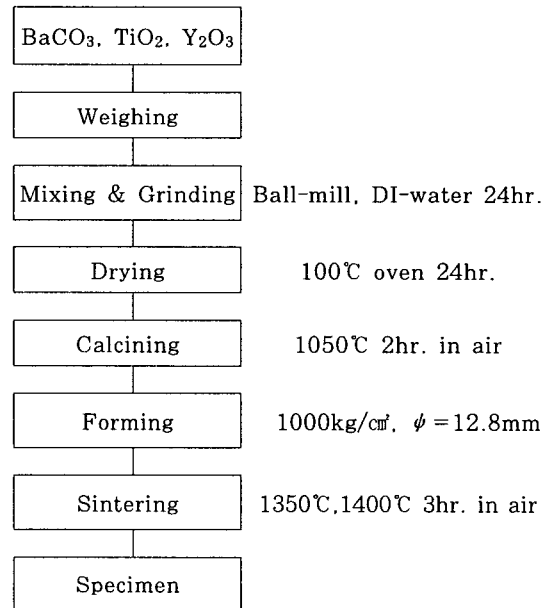 BaCO₃, TiO₂, Y₂O₃
Weighing
Mixing & Grinding Ball-mill, DI-water 24hr.
Drying 100℃ oven 24hr.
Calcining 1050℃ 2hr. in air
Forming 1000kg/㎠, ψ=12.8mm
Sintering 1350℃,1400℃ 3hr. in air
Specimen